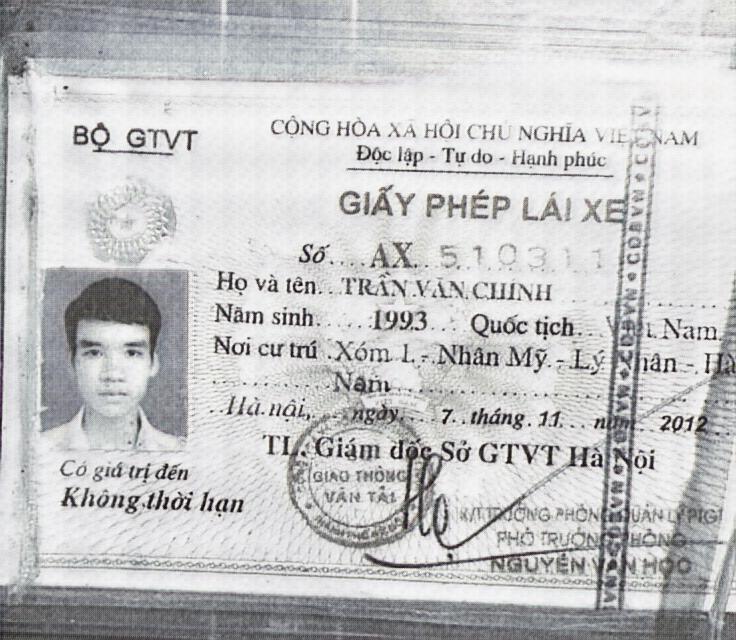 BỘ GTVT
CỘNG HÒA XÃ HỘI CHỦ NGHĨA VIỆT NAM
Độc lập - Tự do - Hạnh phúc
GIẤY PHÉP LÁI XE
Số AX 510311
Họ và tên TRẦN VĂN CHÍNH
Năm sinh 1993 Quốc tịch Việt Nam
Nơi cư trú Xóm 1 - Nhân Mỹ - Lý Nhân - Hà
Nam
Hà nội, ngày 7 tháng 11 năm 2012
TL. Giám đốc Sở GTVT Hà Nội
Có giá trị đến
Không thời hạn
GIAO THÔNG
VẬN TẢI
K/T TRƯỞNG PHÒNG QUẢN LÝ
PHÓ TRƯỞNG PHÒNG
NGUYỄN VĂN HỌC